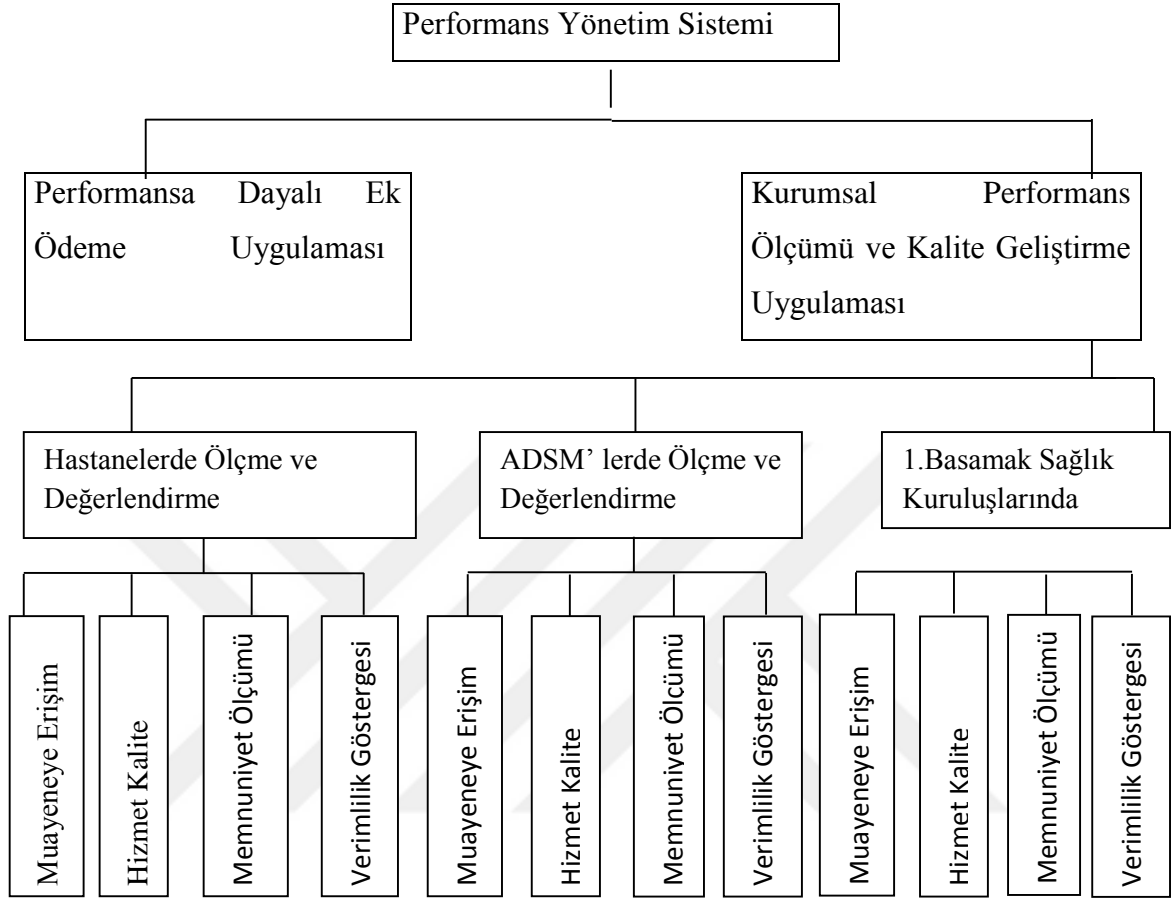 Performans Yönetim Sistemi
Performansa Dayalı Ek
Ödeme Uygulaması
Kurumsal Performans
Ölçümü ve Kalite Geliştirme
Uygulaması
Hastanelerde Ölçme ve
Değerlendirme
ADSM’ lerde Ölçme ve
Değerlendirme
1.Basamak Sağlık
Kuruluşlarında
Muayeneye Erişim
Hizmet Kalite
Memnuniyet Ölçümü
Verimlilik Göstergesi
Muayeneye Erişim
Hizmet Kalite
Memnuniyet Ölçümü
Verimlilik Göstergesi
Muayeneye Erişim
Hizmet Kalite
Memnuniyet Ölçümü
Verimlilik Göstergesi